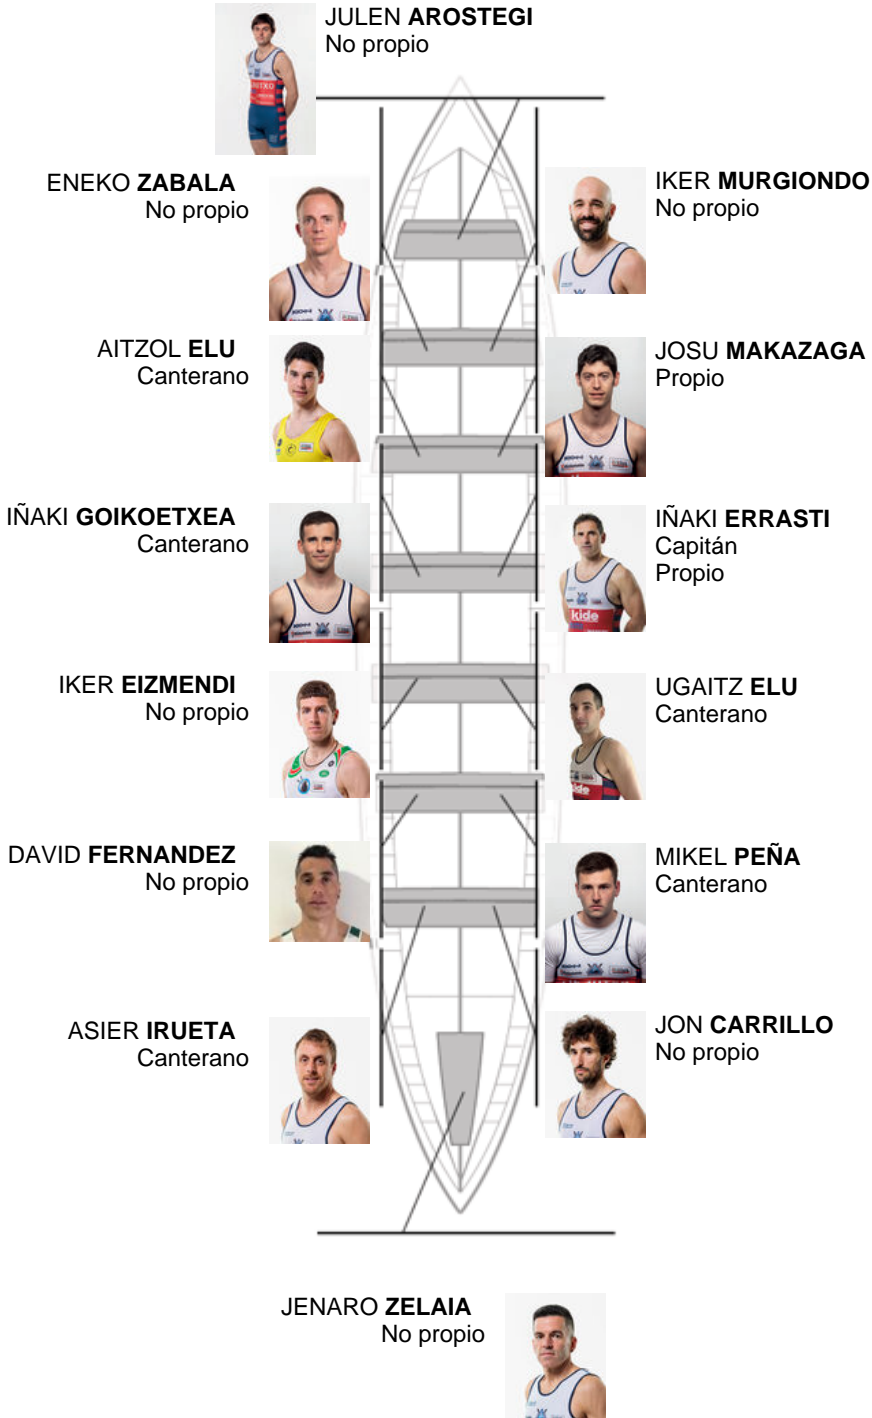 JULEN AROSTEGI
No propio
ENEKO ZABALA
No propio
IKER MURGIONDO
No propio
AITZOL ELU
Canterano
JOSU MAKAZAGA
Propio
IÑAKI GOIKOETXEA
Canterano
IÑAKI ERRASTI
Capitán
Propio
kide
IKER EIZMENDI
No propio
UGAITZ ELU
Canterano
kide
DAVID FERNANDEZ
No propio
MIKEL PEÑA
Canterano
ASIER IRUETA
Canterano
JON CARRILLO
No propio
JENARO ZELAIA
No propio